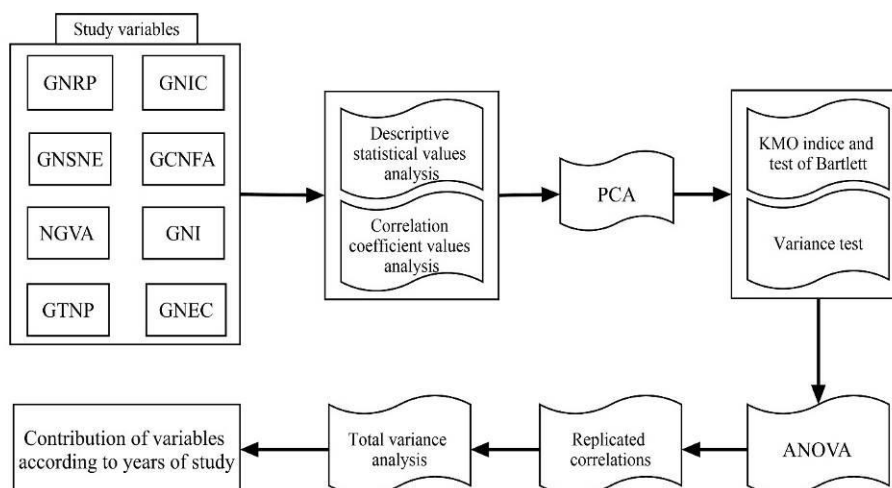 Study variables
GNRP
GNIC
GNSNE
GCNFA
NGVA
GNI
GTNP
GNEC
Descriptive
statistical values
analysis
Correlation
coefficient values
analysis
PCA
KMO indice and
test of Bartlett
Variance test
ANOVA
Replicated
correlations
Total variance
analysis
Contribution of variables
according to years of study